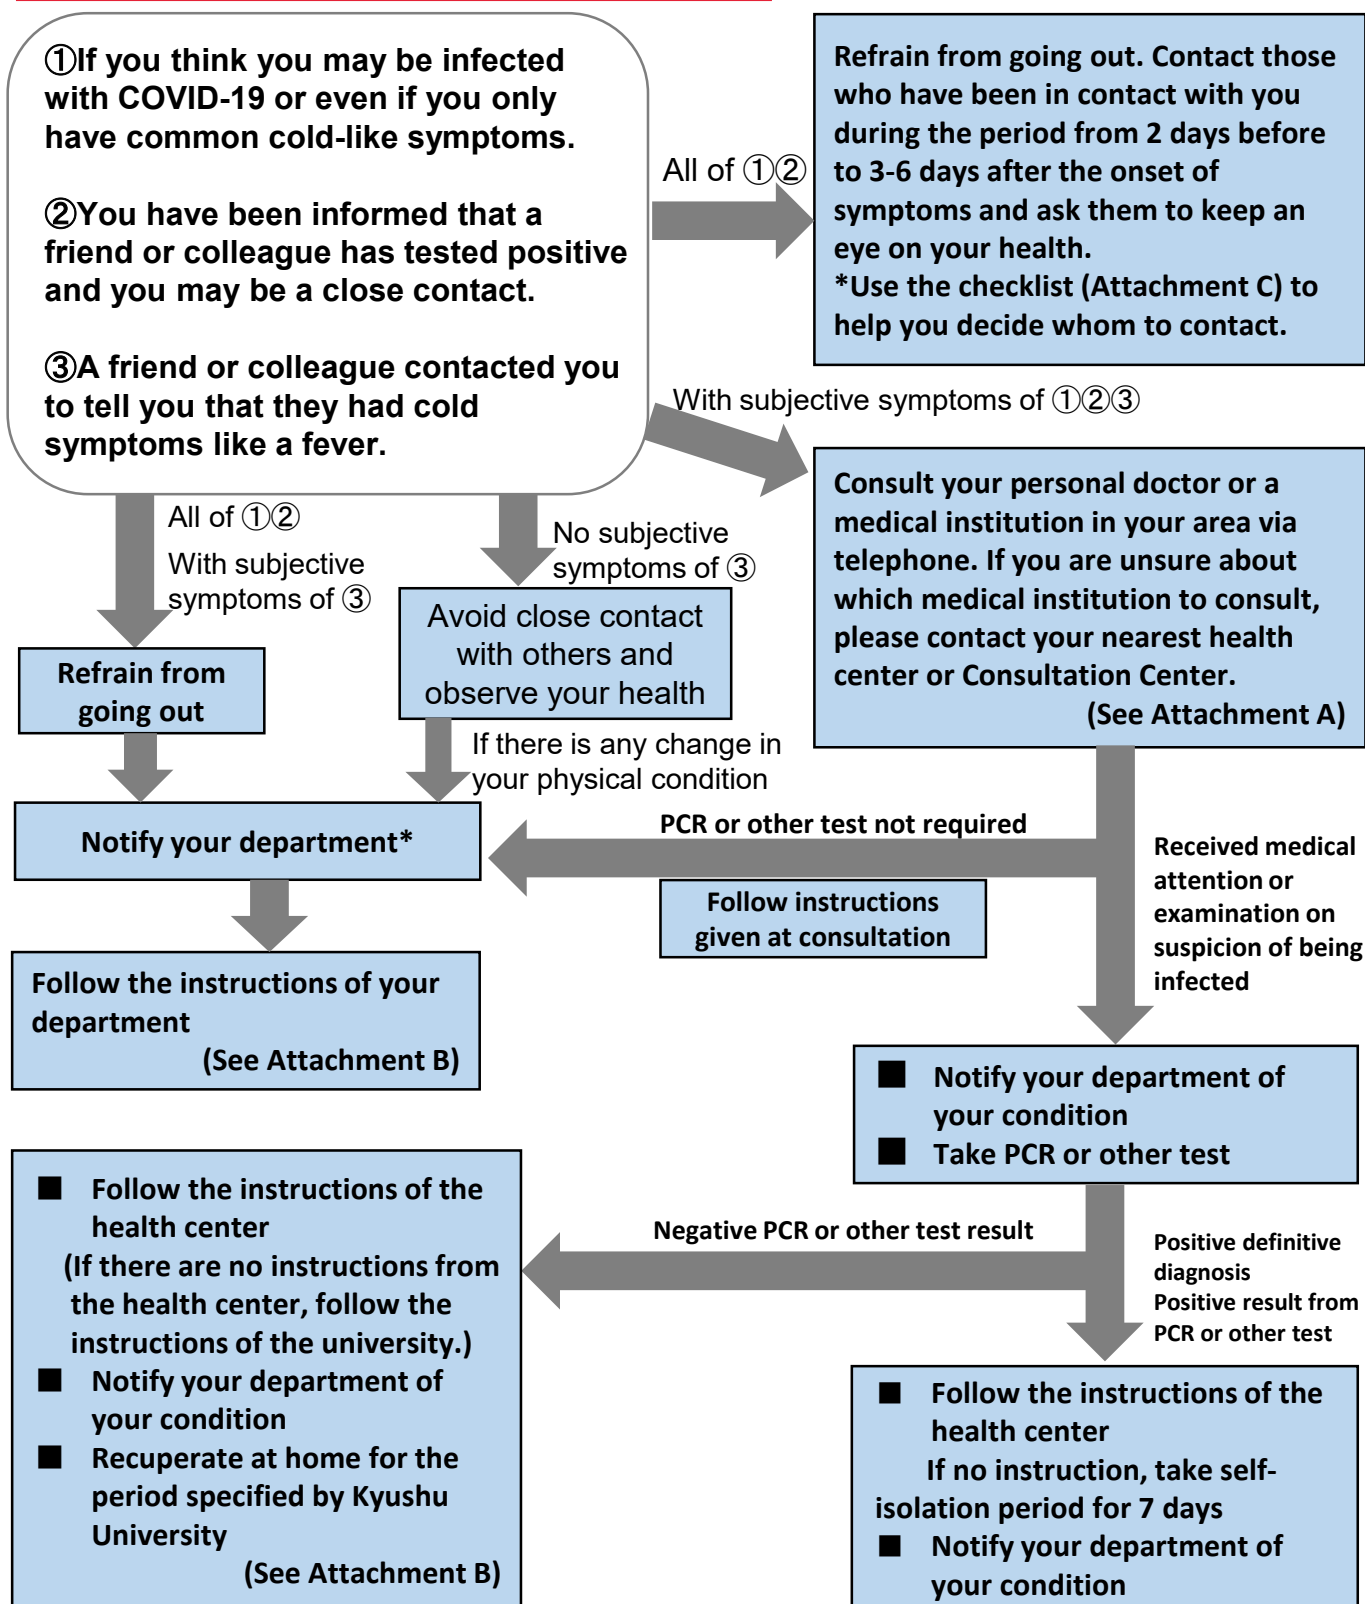 ①If you think you may be infected
with COVID-19 or even if you only
have common cold-like symptoms.
②You have been informed that a
friend or colleague has tested positive
and you may be a close contact.
③A friend or colleague contacted you
to tell you that they had cold
symptoms like a fever.
All of ①②
Refrain from going out. Contact those
who have been in contact with you
during the period from 2 days before
to 3-6 days after the onset of
symptoms and ask them to keep an
eye on your health.
*Use the checklist (Attachment C) to
help you decide whom to contact.
With subjective symptoms of ①②③
Consult your personal doctor or a
medical institution in your area via
telephone. If you are unsure about
which medical institution to consult,
please contact your nearest health
center or Consultation Center.
(See Attachment A)
All of ①②
With subjective
symptoms of ③
No subjective
symptoms of ③
Refrain from
going out
Avoid close contact
with others and
observe your health
If there is any change in
your physical condition
Notify your department*
PCR or other test not required
Follow instructions
given at consultation
Received medical
attention or
examination on
suspicion of being
infected
Follow the instructions of your
department
(See Attachment B)
■ Notify your department of
your condition
■ Take PCR or other test
Negative PCR or other test result
Positive definitive
diagnosis
Positive result from
PCR or other test
■ Follow the instructions of the
health center
(If there are no instructions from
the health center, follow the
instructions of the university.)
■ Notify your department of
your condition
■ Recuperate at home for the
period specified by Kyushu
University
(See Attachment B)
■ Follow the instructions of the
health center
If no instruction, take self-
isolation period for 7 days
■ Notify your department of
your condition